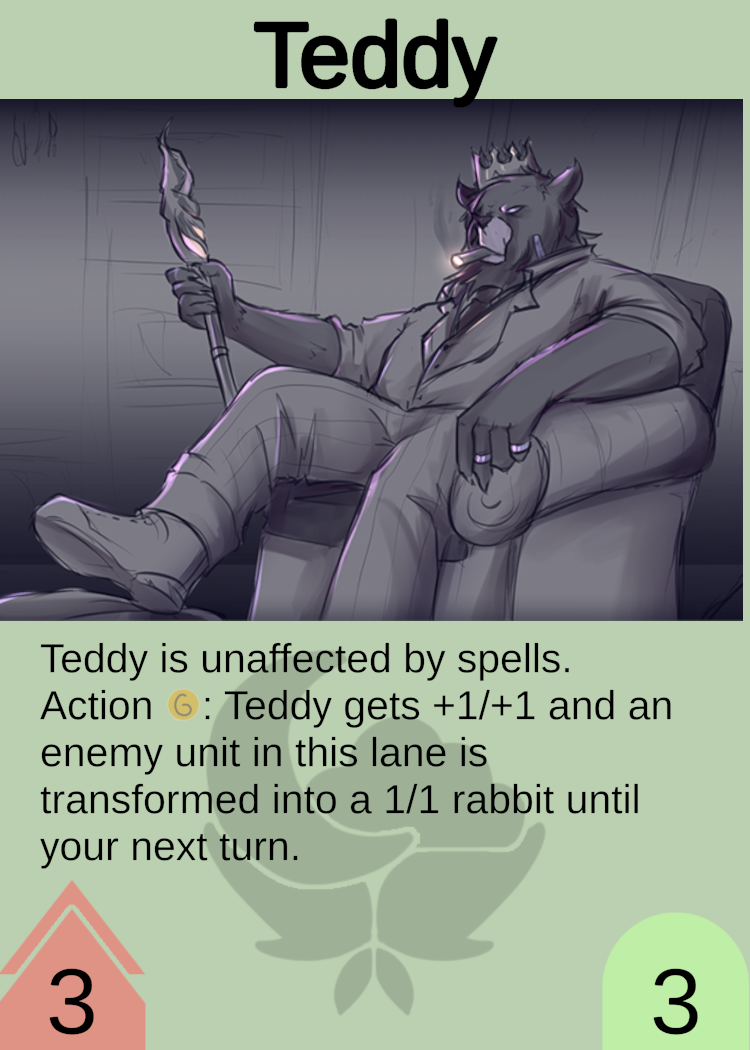 Teddy
Teddy is unaffected by spells.
Action G: Teddy gets +1/+1 and an
enemy unit in this lane is
transformed into a 1/1 rabbit until
your next turn.
3
3